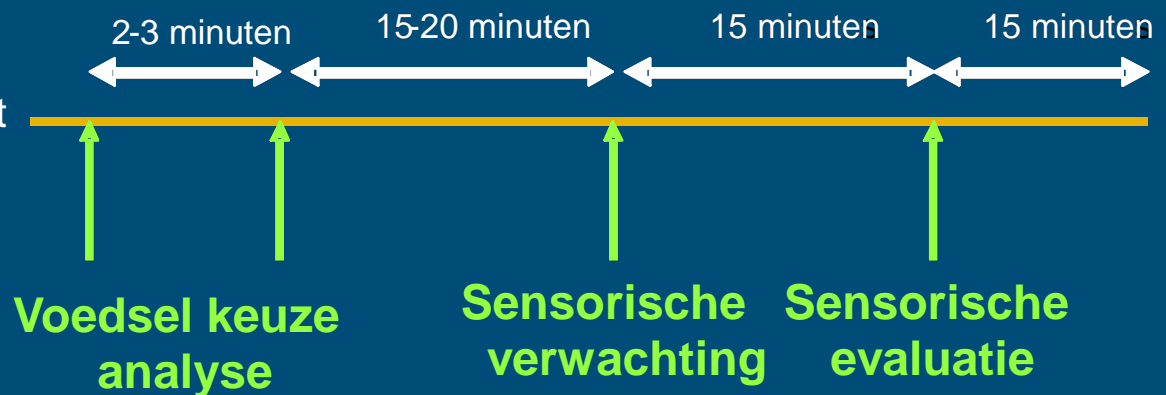 2-3 minuten
15-20 minuten
15 minuten
15 minuten
t
Voedsel keuze
analyse
Sensorische
verwachting
Sensorische
evaluatie